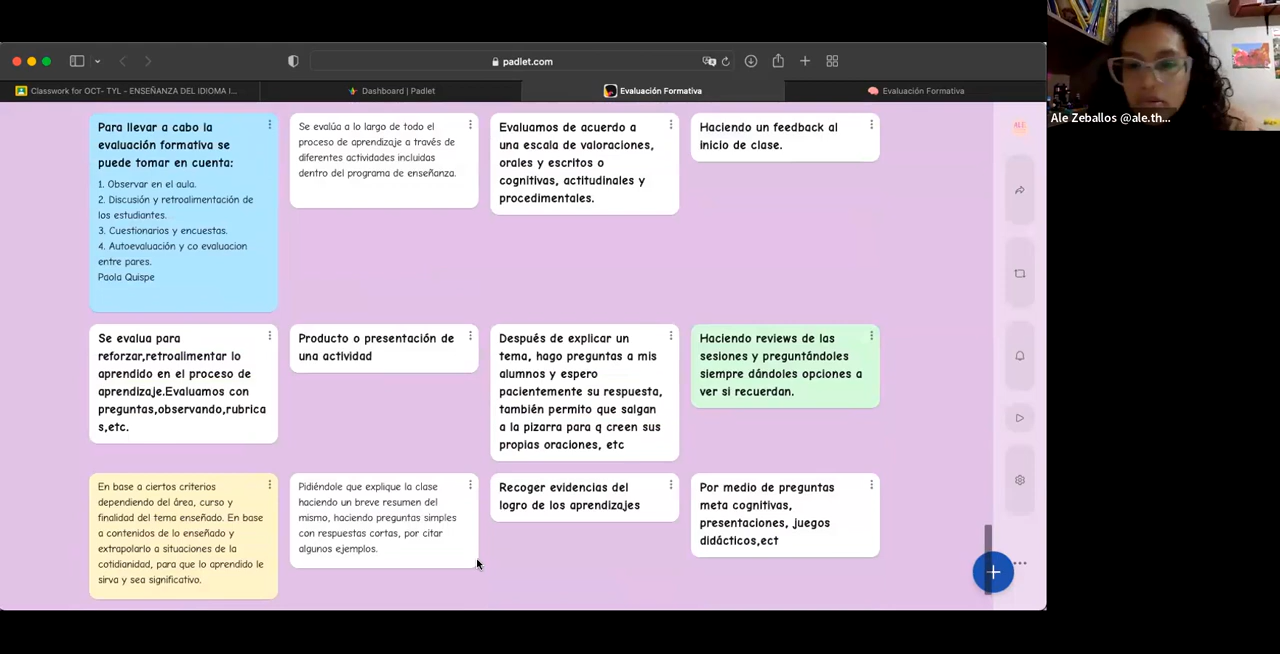 padlet.com
Classwork for OCT- TYL - ENSEÑANZA DEL IDIOMA I...
Dashboard | Padlet
Evaluación Formativa
Evaluación Formativa
Ale Zeballos @ale.th...
ALE
Para llevar a cabo la
evaluación formativa se
puede tomar en cuenta:
1. Observar en el aula.
2. Discusión y retroalimentación de
los estudiantes.
3. Cuestionarios y encuestas.
4. Autoevaluación y co evaluacion
entre pares.
Paola Quispe
Se evalúa a lo largo de todo el
proceso de aprendizaje a través de
diferentes actividades incluidas
dentro del programa de enseñanza.
Evaluamos de acuerdo a
una escala de valoraciones,
orales y escritos o
cognitivas, actitudinales y
procedimentales.
Haciendo un feedback al
inicio de clase.
Se evalua para
reforzar,retroalimentar lo
aprendido en el proceso de
aprendizaje.Evaluamos con
preguntas,observando,rubrica
s,etc.
Producto o presentación de
una actividad
Después de explicar un
tema, hago preguntas a mis
alumnos y espero
pacientemente su respuesta,
también permito que salgan
a la pizarra para q creen sus
propias oraciones, etc
Haciendo reviews de las
sesiones y preguntándoles
siempre dándoles opciones a
ver si recuerdan.
En base a ciertos criterios
dependiendo del área, curso y
finalidad del tema enseñado. En base
a contenidos de lo enseñado y
extrapolarlo a situaciones de la
cotidianidad, para que lo aprendido le
sirva y sea significativo.
Pidiéndole que explique la clase
haciendo un breve resumen del
mismo, haciendo preguntas simples
con respuestas cortas, por citar
algunos ejemplos.
Recoger evidencias del
logro de los aprendizajes
Por medio de preguntas
meta cognitivas,
presentaciones, juegos
didácticos,ect